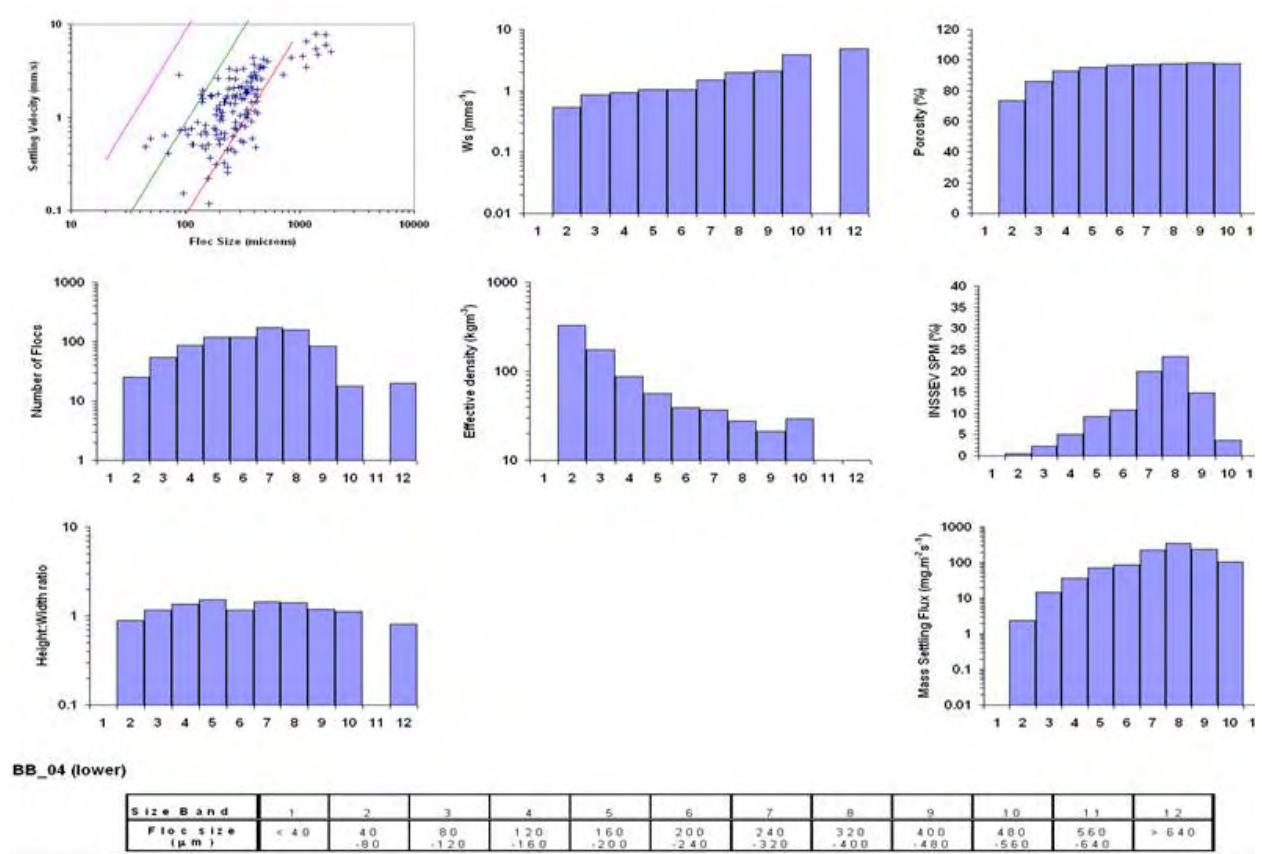 10
1
0.1
Settling Velocity (mm/s)
10
100
1000
10000
Floc Size (microns)
10
1
0.1
0.01
Ws (mms⁻¹)
1 2 3 4 5 6 7 8 9 10 11 12
120
100
80
60
40
20
0
Porosity (%)
1 2 3 4 5 6 7 8 9 10 1
1000
100
10
1
Number of Flocs
1 2 3 4 5 6 7 8 9 10 11 12
1000
100
10
Effective density (kgm³)
1 2 3 4 5 6 7 8 9 10 11 12
40
35
30
25
20
15
10
5
0
INSSEV SPM (%)
1 2 3 4 5 6 7 8 9 10 1
10
1
0.1
Height:Width ratio
1 2 3 4 5 6 7 8 9 10 11 12
1000
100
10
1
0.1
0.01
Mass Settling Flux (mg.m²s⁻¹)
1 2 3 4 5 6 7 8 9 10 1
BB_04 (lower)
Size Band 1 2 3 4 5 6 7 8 9 10 11 12
Floc size < 40 40 80 120 160 200 240 320 400 480 560 > 640
(µm) -80 -120 -160 -200 -240 -320 -400 -480 -560 -640